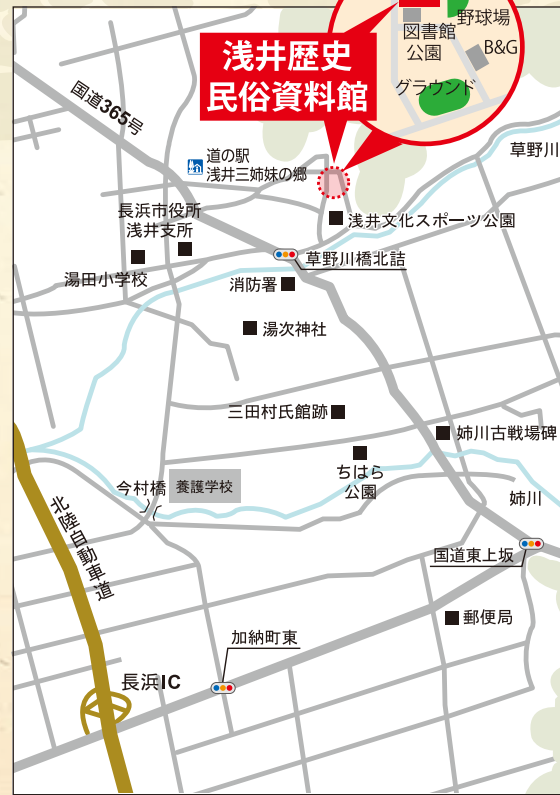 野球場
図書館
公園
B&G
グラウンド
浅井歴史
民俗資料館
国道365号
草野川
道の駅
浅井三姉妹の郷
長浜市役所
浅井支所
浅井文化スポーツ公園
湯田小学校
草野川橋北詰
消防署
湯次神社
三田村氏館跡
姉川古戦場碑
ちはら
公園
今村橋
養護学校
姉川
北陸自動車道
国道東上坂
郵便局
加納町東
長浜IC